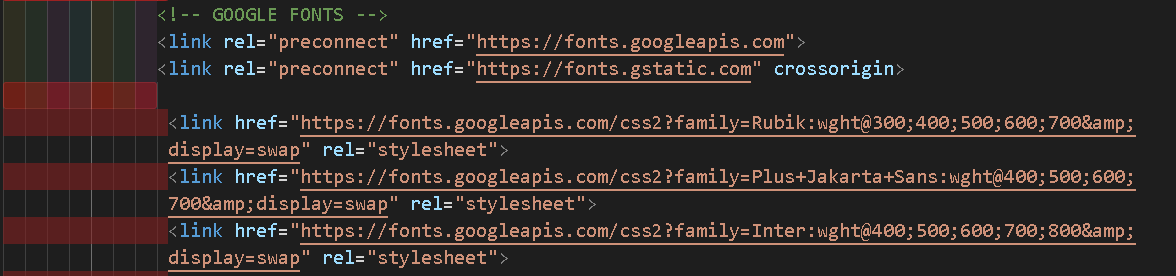 <!-- GOOGLE FONTS -->
<link rel="preconnect" href="https://fonts.googleapis.com">
<link rel="preconnect" href="https://fonts.gstatic.com" crossorigin>
<link href="https://fonts.googleapis.com/css2?family=Rubik:wght@300;400;500;600;700&amp;
display=swap" rel="stylesheet">
<link href="https://fonts.googleapis.com/css2?family=Plus+Jakarta+Sans:wght@400;500;600;
700&amp;display=swap" rel="stylesheet">
<link href="https://fonts.googleapis.com/css2?family=Inter:wght@400;500;600;700;800&amp;
display=swap" rel="stylesheet">